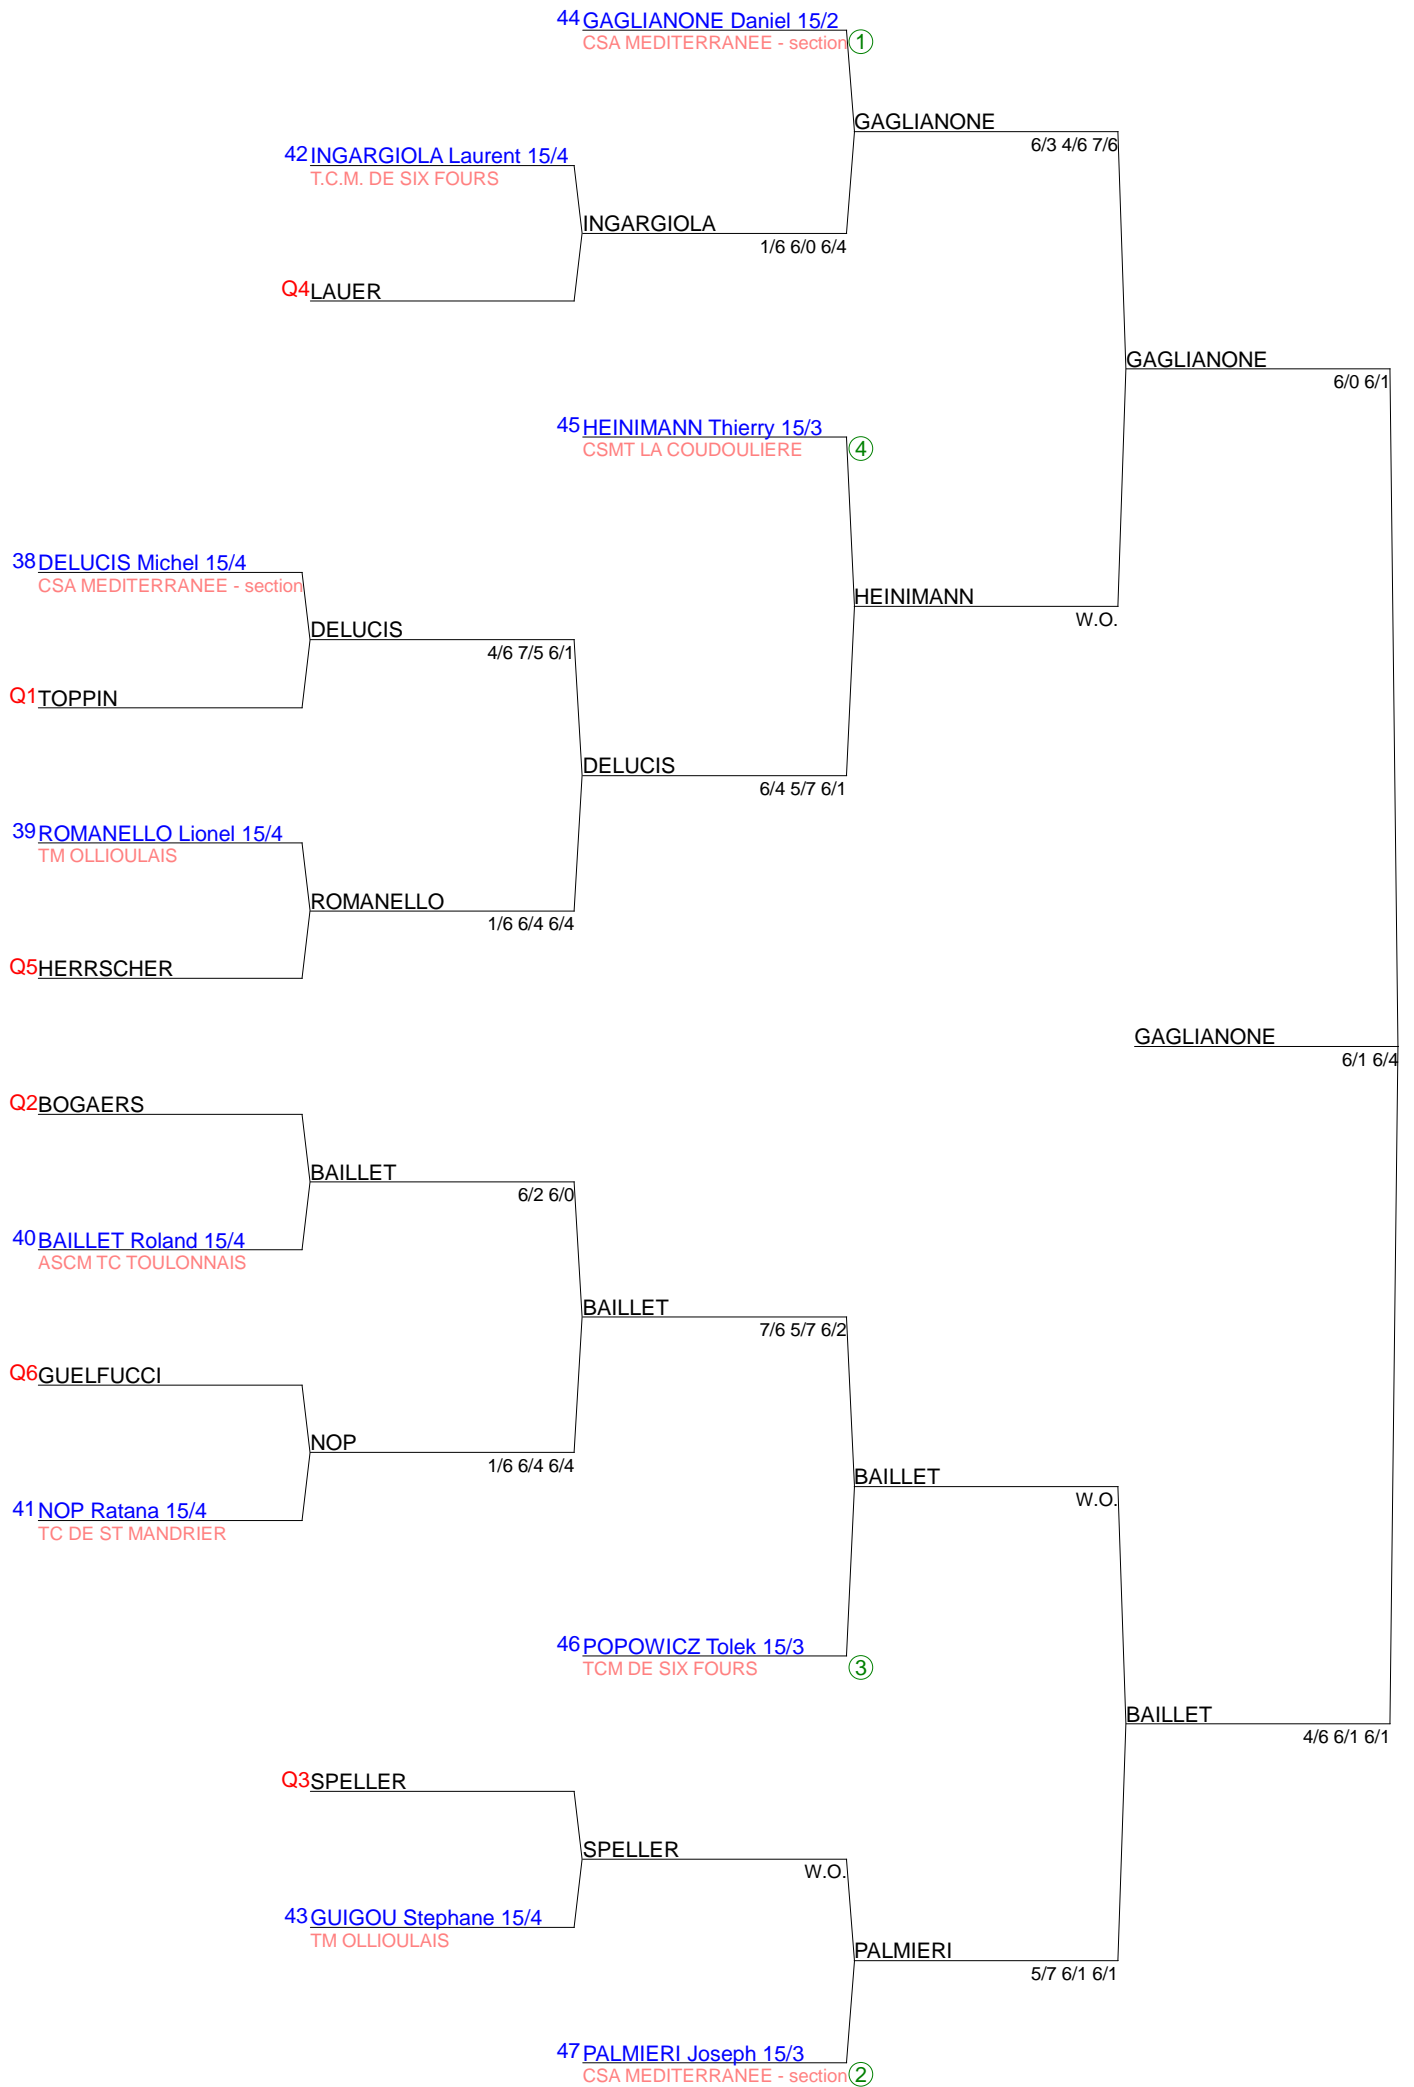 44 GAGLIANONE Daniel 15/2
CSA MEDITERRANEE - section 1
GAGLIANONE
6/3 4/6 7/6
42 INGARGIOLA Laurent 15/4
T.C.M. DE SIX FOURS
INGARGIOLA
1/6 6/0 6/4
Q4 LAUER
GAGLIANONE
6/0 6/1
45 HEINIMANN Thierry 15/3
CSMT LA COUDOULIERE 4
38 DELUCIS Michel 15/4
CSA MEDITERRANEE - section
HEINIMANN
W.O.
DELUCIS
4/6 7/5 6/1
Q1 TOPPIN
DELUCIS
6/4 5/7 6/1
39 ROMANELLO Lionel 15/4
TM OLLIOULAIS
ROMANELLO
1/6 6/4 6/4
Q5 HERRSCHER
GAGLIANONE
6/1 6/4
Q2 BOGAERS
BAILLET
6/2 6/0
40 BAILLET Roland 15/4
ASCM TC TOULONNAIS
BAILLET
7/6 5/7 6/2
Q6 GUELFUCCI
NOP
1/6 6/4 6/4
BAILLET
W.O.
41 NOP Ratana 15/4
TC DE ST MANDRIER
46 POPOWICZ Tolek 15/3
TCM DE SIX FOURS 3
BAILLET
4/6 6/1 6/1
Q3 SPELLER
SPELLER
W.O.
43 GUIGOU Stephane 15/4
TM OLLIOULAIS
PALMIERI
5/7 6/1 6/1
47 PALMIERI Joseph 15/3
CSA MEDITERRANEE - section 2